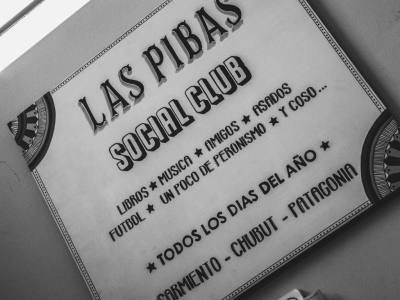 LAS PIBAS
SOCIAL CLUB
LIBROS ★ MUSICA ★ AMIGOS ★ ASADOS
FUTBOL ★ UN POCO DE PERONISMO ★ Y COSO...
★ TODOS LOS DIAS DEL AÑO ★
SARMIENTO - CHUBUT - PATAGONIA